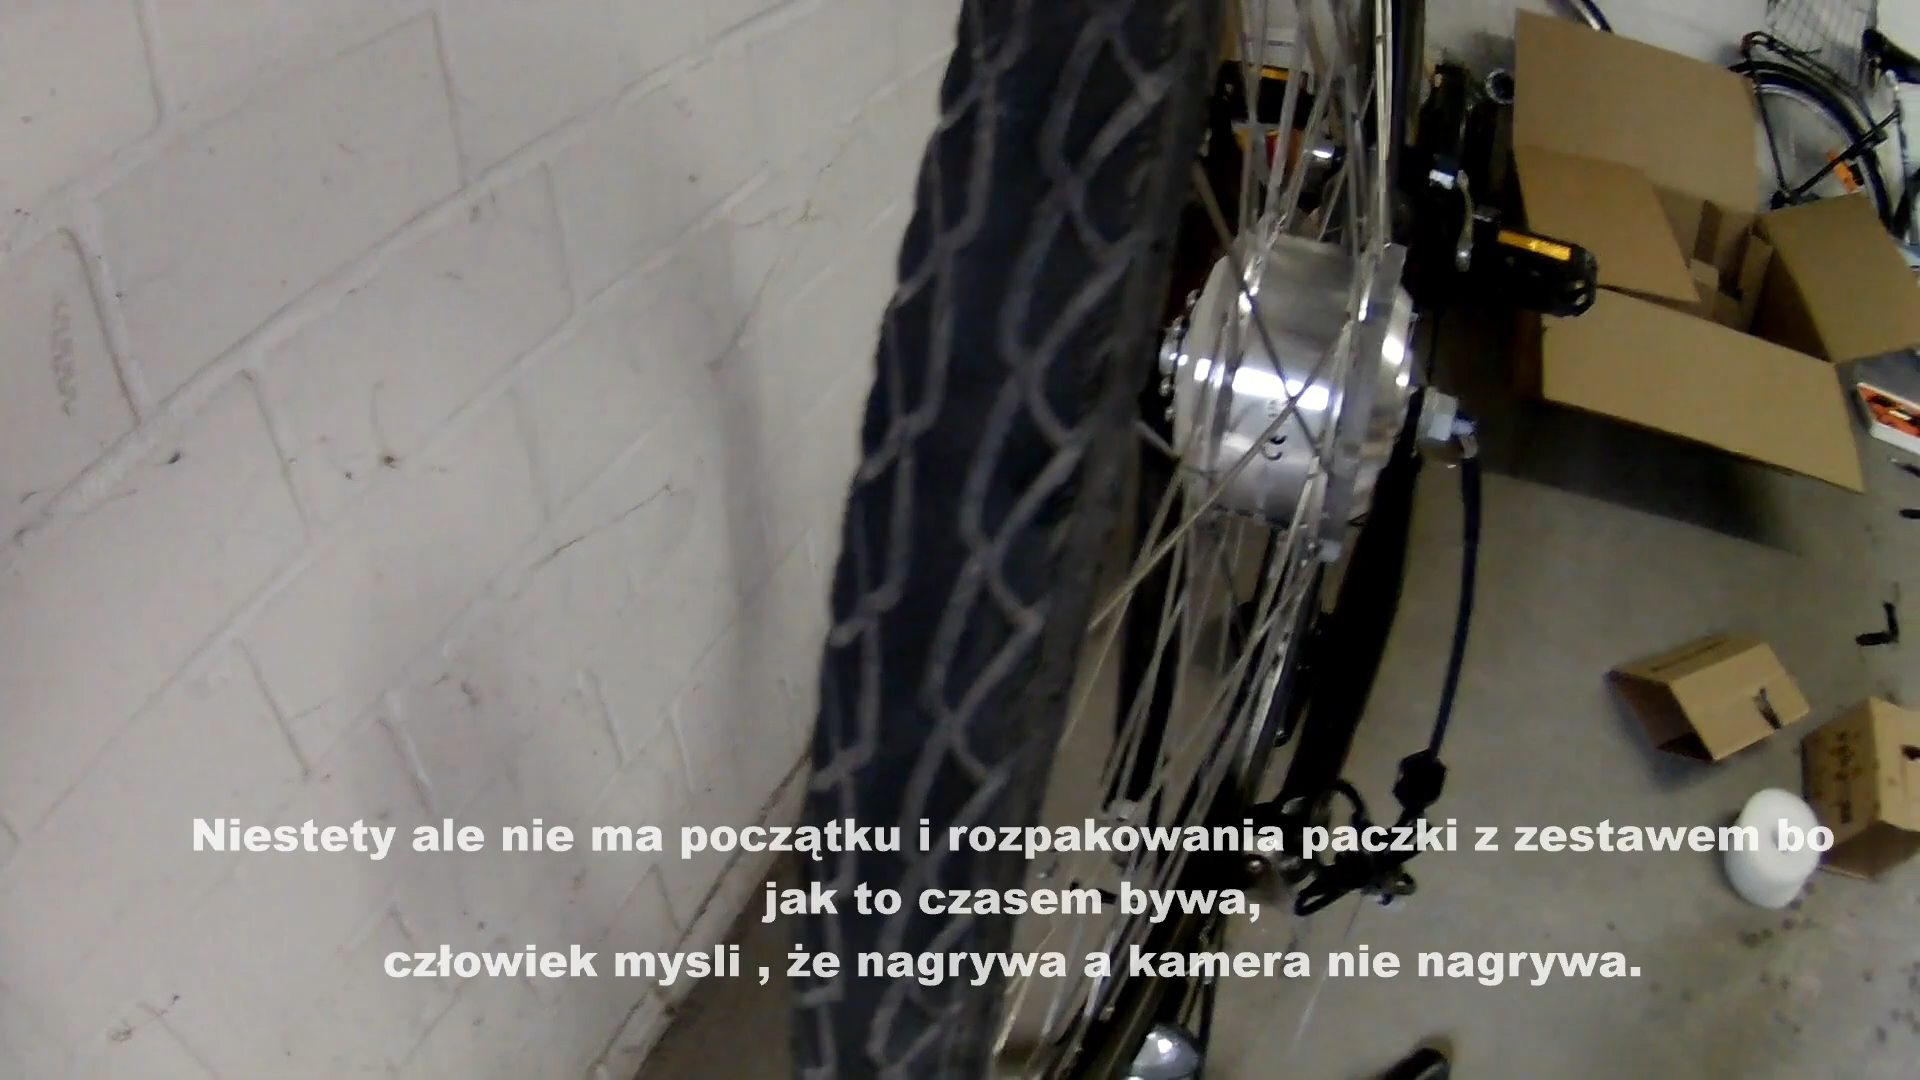 Niestety ale nie ma początku i rozpakowania paczki z zestawem bo
jak to czasem bywa,
człowiek mysli , że nagrywa a kamera nie nagrywa.